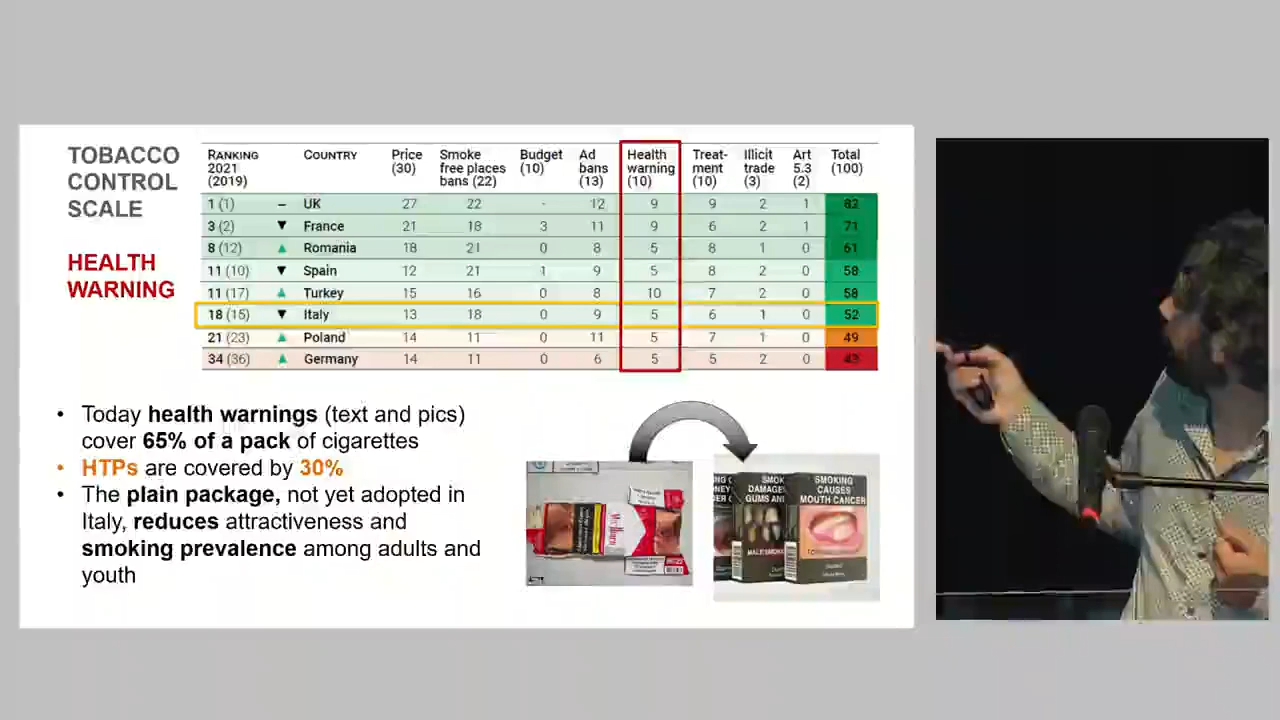 TOBACCO
CONTROL
SCALE
HEALTH
WARNING
RANKING 2021 (2019) COUNTRY Price (30) Smoke free places bans (22) Budget (10) Ad bans (13) Health warning (10) Treat-ment (10) Illicit trade (3) Art 5.3 (2) Total (100)
1 (1) – UK 27 22 - 12 9 9 2 1 82
3 (2) ▼ France 21 18 3 11 9 6 2 1 71
8 (12) ▲ Romania 18 21 0 8 5 8 1 0 61
11 (10) ▼ Spain 12 21 1 9 5 8 2 0 58
11 (17) ▲ Turkey 15 16 0 8 10 7 2 0 58
18 (15) ▼ Italy 13 18 0 9 5 6 1 0 52
21 (23) ▲ Poland 14 11 0 11 5 7 1 0 49
34 (36) ▲ Germany 14 11 0 6 5 5 2 0 43
• Today health warnings (text and pics)
cover 65% of a pack of cigarettes
• HTPs are covered by 30%
• The plain package, not yet adopted in
Italy, reduces attractiveness and
smoking prevalence among adults and
youth
SMOKING
CAUSES
MOUTH CANCER